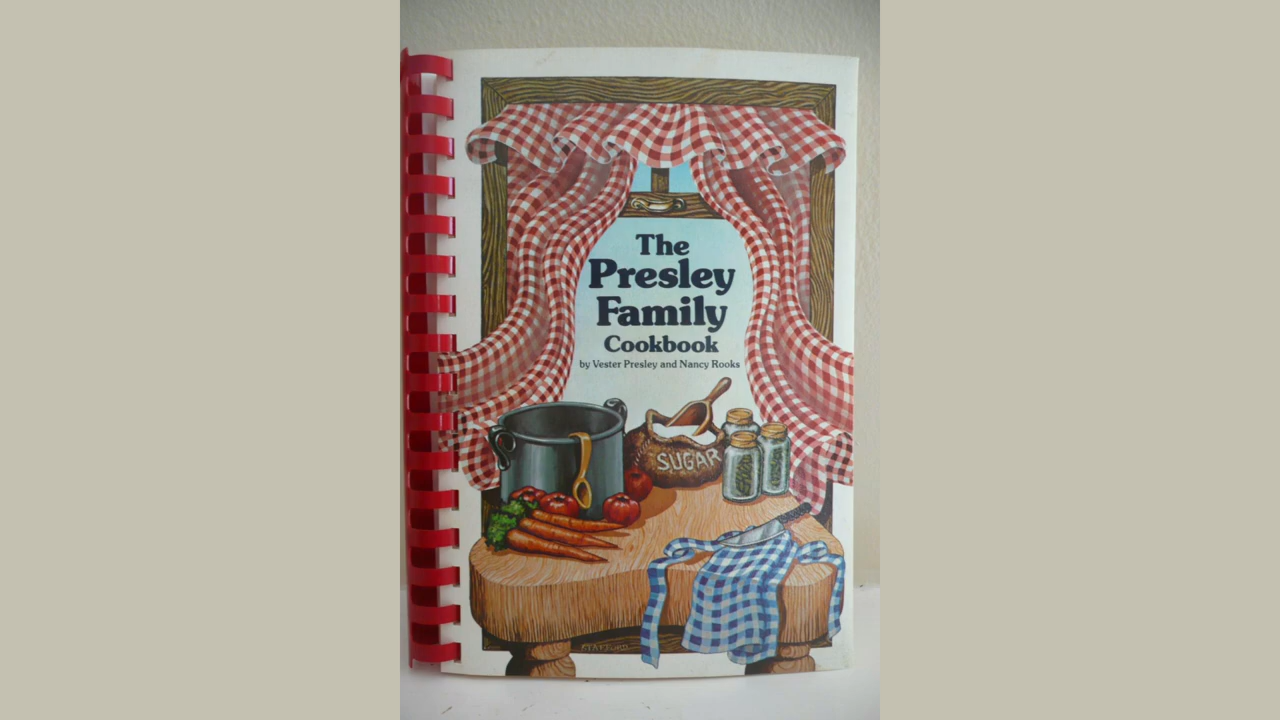 The
Presley
Family
Cookbook
by Vester Presley and Nancy Rooks
SUGAR